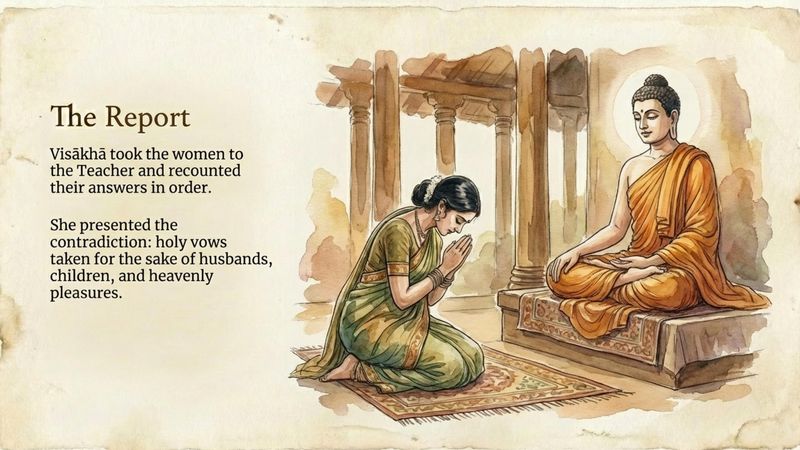 The Report
Visākhā took the women to
the Teacher and recounted
their answers in order.
She presented the
contradiction: holy vows
taken for the sake of husbands,
children, and heavenly
pleasures.